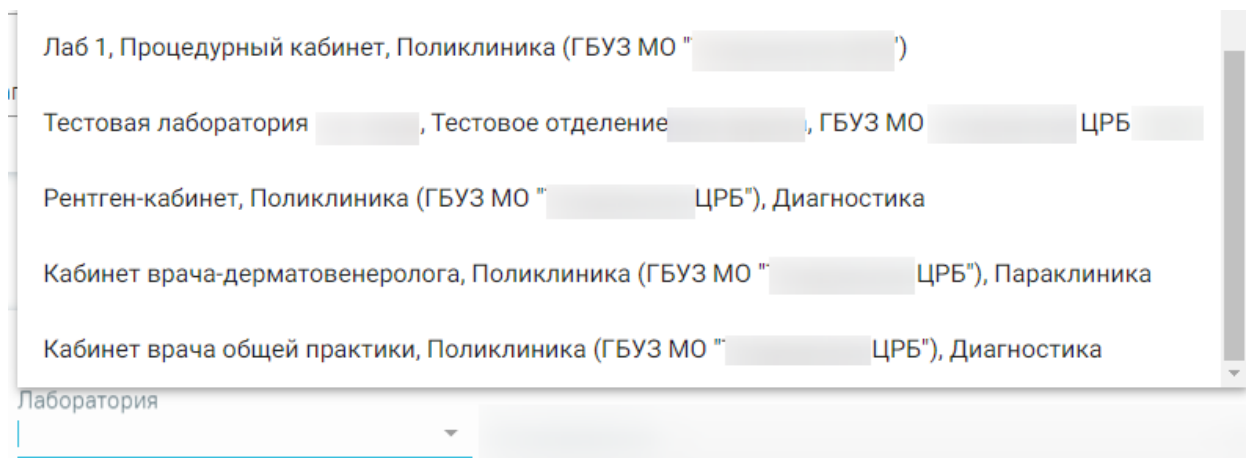 Лаб 1, Процедурный кабинет, Поликлиника (ГБУЗ МО " ")
Тестовая лаборатория , Тестовое отделение , ГБУЗ МО ЦРБ
Рентген-кабинет, Поликлиника (ГБУЗ МО " ЦРБ"), Диагностика
Кабинет врача-дерматовенеролога, Поликлиника (ГБУЗ МО " ЦРБ"), Параклиника
Кабинет врача общей практики, Поликлиника (ГБУЗ МО " ЦРБ"), Диагностика
Лаборатория